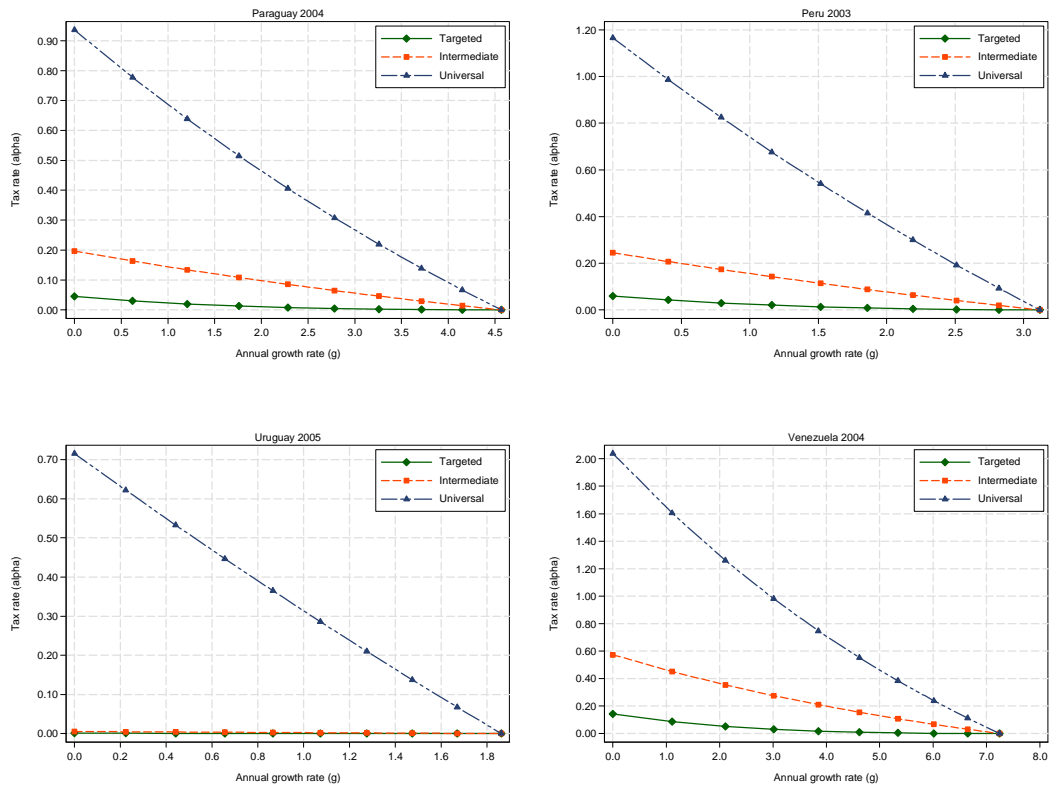 Paraguay 2004
Tax rate (alpha)
0.90
0.80
0.70
0.60
0.50
0.40
0.30
0.20
0.10
0.00
Targeted
Intermediate
Universal
0.0 0.5 1.0 1.5 2.0 2.5 3.0 3.5 4.0 4.5
Annual growth rate (g)
Peru 2003
Tax rate (alpha)
1.20
1.00
0.80
0.60
0.40
0.20
0.00
Targeted
Intermediate
Universal
0.0 0.5 1.0 1.5 2.0 2.5 3.0
Annual growth rate (g)
Uruguay 2005
Tax rate (alpha)
0.70
0.60
0.50
0.40
0.30
0.20
0.10
0.00
Targeted
Intermediate
Universal
0.0 0.2 0.4 0.6 0.8 1.0 1.2 1.4 1.6 1.8
Annual growth rate (g)
Venezuela 2004
Tax rate (alpha)
2.00
1.80
1.60
1.40
1.20
1.00
0.80
0.60
0.40
0.20
0.00
Targeted
Intermediate
Universal
0.0 1.0 2.0 3.0 4.0 5.0 6.0 7.0 8.0
Annual growth rate (g)